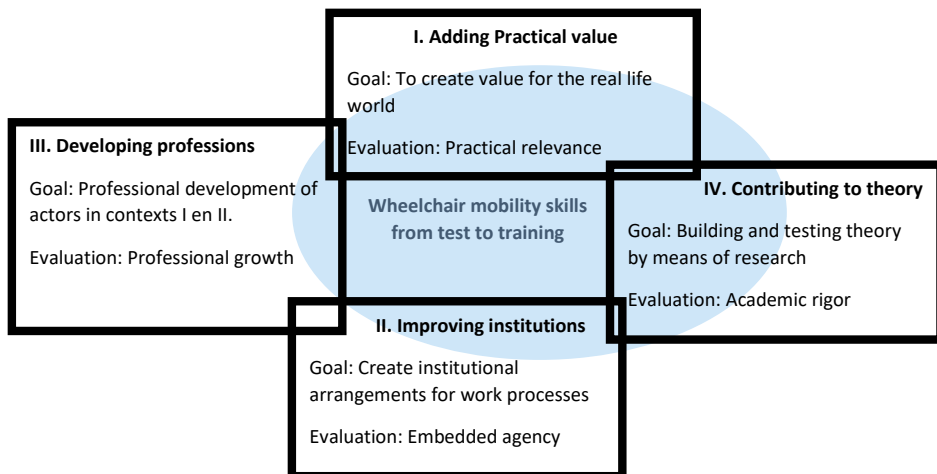 I. Adding Practical value
Goal: To create value for the real life
world
Evaluation: Practical relevance
III. Developing professions
Goal: Professional development of
actors in contexts I en II.
Evaluation: Professional growth
Wheelchair mobility skills
from test to training
IV. Contributing to theory
Goal: Building and testing theory
by means of research
Evaluation: Academic rigor
II. Improving institutions
Goal: Create institutional
arrangements for work processes
Evaluation: Embedded agency